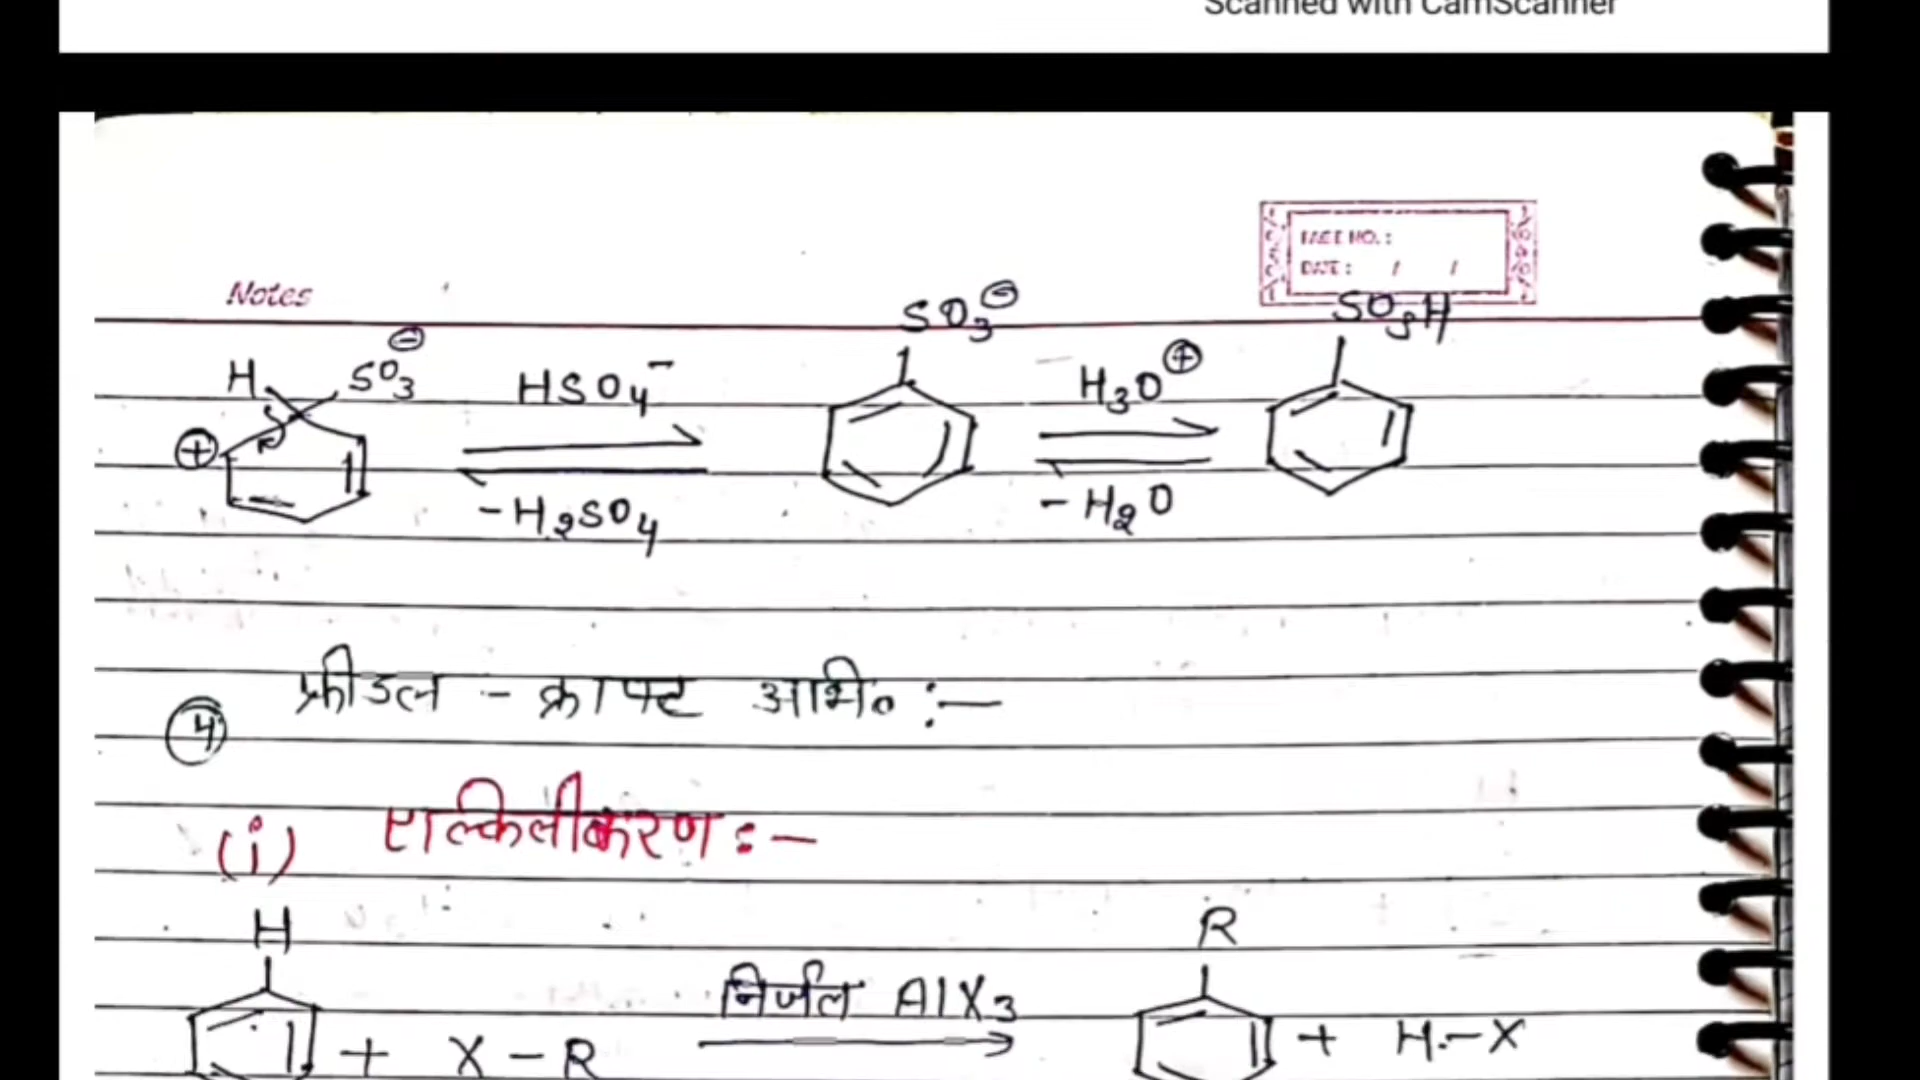 Scanned with CamScanner
PAGE NO. :
DATE : / /
Notes
H SO₃⊖ ⊕ HSO₄⁻ ⇌ -H₂SO₄ SO₃⊖ H₃O⊕ ⇌ -H₂O SO₃H
④ फ्रीडल - क्राफ्ट अभि० :-
(i) एल्किलीकरण :-
H + X - R निर्जल AlX₃ → R + H - X